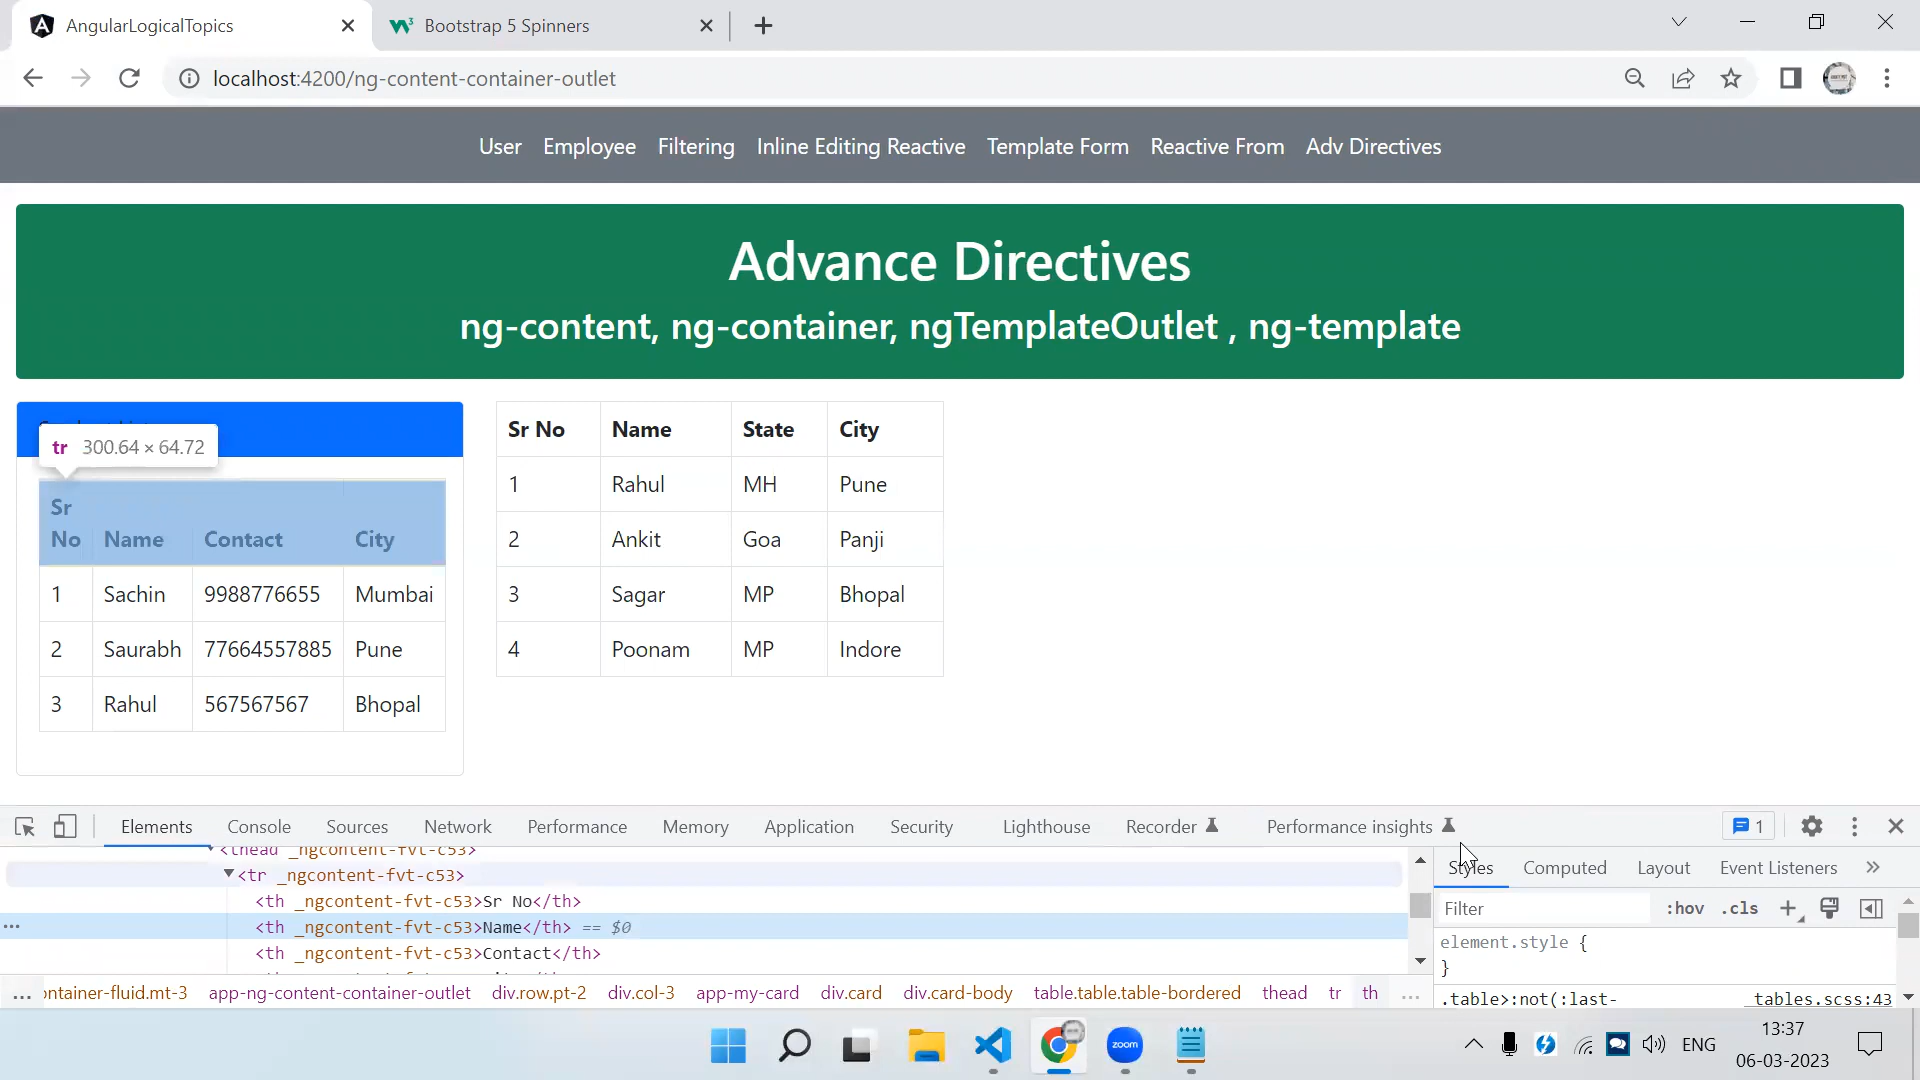 AngularLogicalTopics
Bootstrap 5 Spinners
localhost:4200/ng-content-container-outlet
User Employee Filtering Inline Editing Reactive Template Form Reactive From Adv Directives
Advance Directives
ng-content, ng-container, ngTemplateOutlet , ng-template
tr 300.64 × 64.72
Sr No Name Contact City
1 Sachin 9988776655 Mumbai
2 Saurabh 77664557885 Pune
3 Rahul 567567567 Bhopal
Sr No Name State City
1 Rahul MH Pune
2 Ankit Goa Panji
3 Sagar MP Bhopal
4 Poonam MP Indore
Elements Console Sources Network Performance Memory Application Security Lighthouse Recorder Performance insights 1
<thead _ngcontent-fvt-c53>
<tr _ngcontent-fvt-c53>
<th _ngcontent-fvt-c53>Sr No</th>
<th _ngcontent-fvt-c53>Name</th> == $0
<th _ngcontent-fvt-c53>Contact</th>
... ontainer-fluid.mt-3 app-ng-content-container-outlet div.row.pt-2 div.col-3 app-my-card div.card div.card-body table.table.table-bordered thead tr th ...
Styles Computed Layout Event Listeners »
Filter :hov .cls +
element.style {
}
.table>:not(:last- _tables.scss:43
zoom
ENG
13:37
06-03-2023